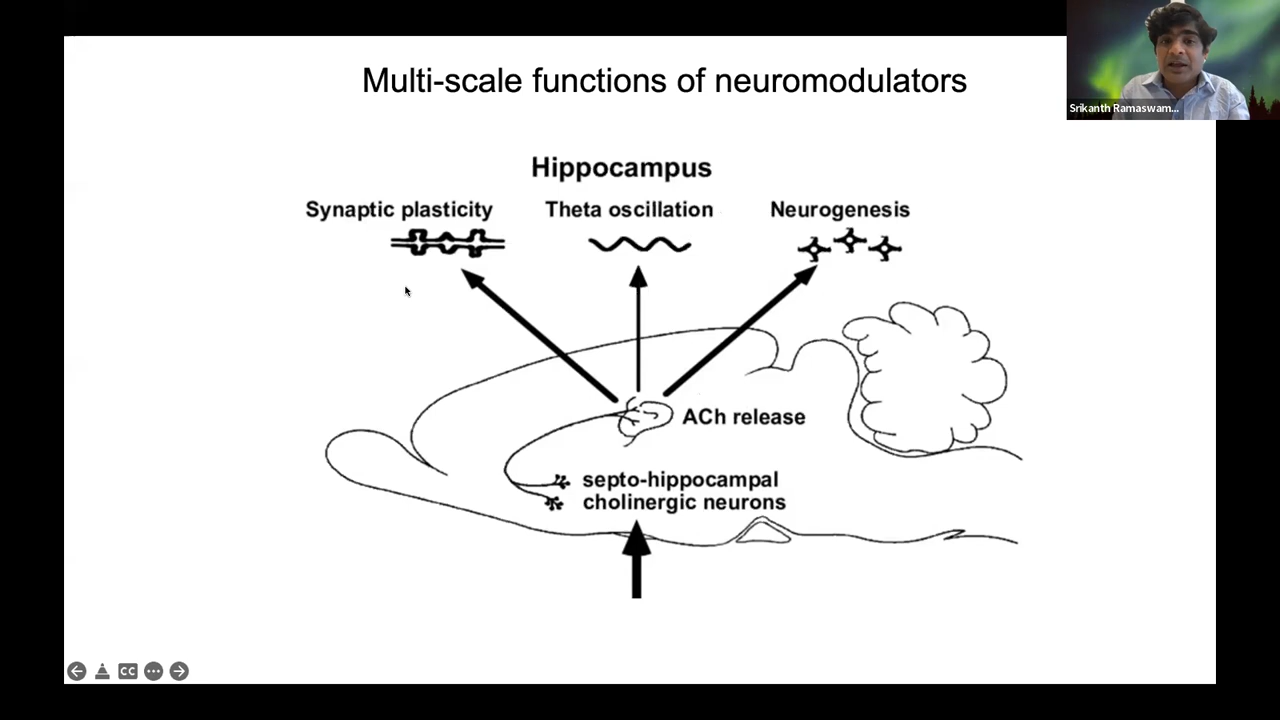 Multi-scale functions of neuromodulators
Srikanth Ramaswam...
Hippocampus
Synaptic plasticity
Theta oscillation
Neurogenesis
ACh release
septo-hippocampal
cholinergic neurons
CC